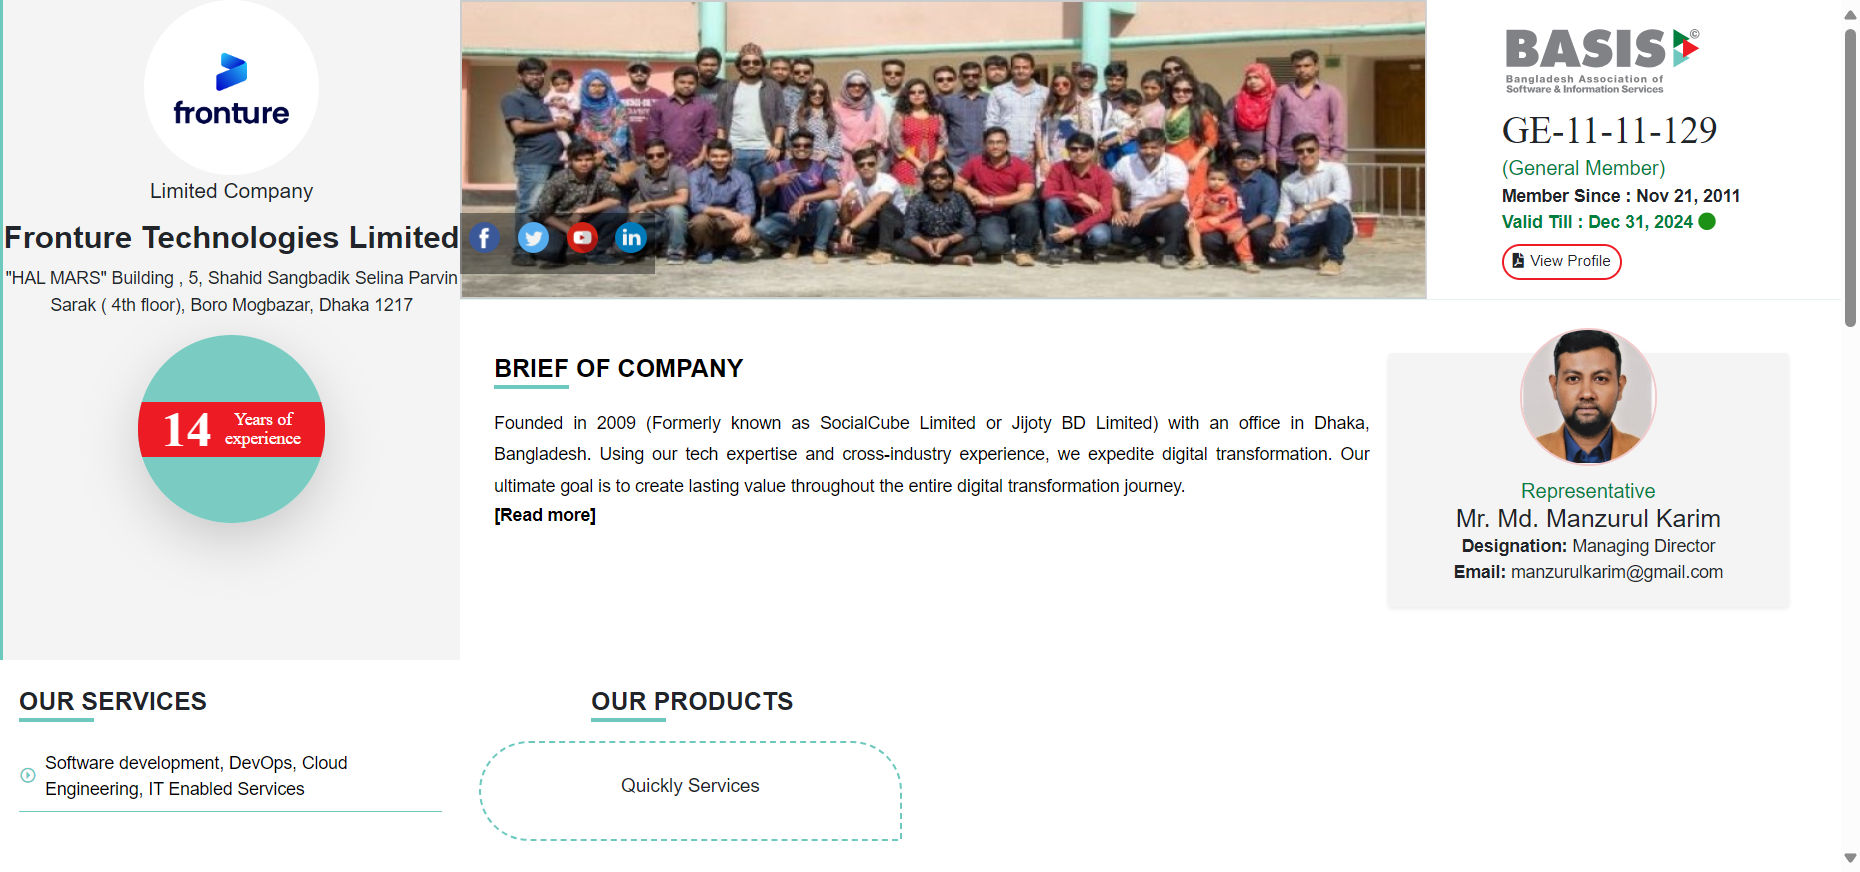 fronture
Limited Company
Fronture Technologies Limited
"HAL MARS" Building , 5, Shahid Sangbadik Selina Parvin
Sarak ( 4th floor), Boro Mogbazar, Dhaka 1217
14 Years of
experience
BASIS ©
Bangladesh Association of
Software & Information Services
GE-11-11-129
(General Member)
Member Since : Nov 21, 2011
Valid Till : Dec 31, 2024
View Profile
BRIEF OF COMPANY
Founded in 2009 (Formerly known as SocialCube Limited or Jijoty BD Limited) with an office in Dhaka,
Bangladesh. Using our tech expertise and cross-industry experience, we expedite digital transformation. Our
ultimate goal is to create lasting value throughout the entire digital transformation journey.
[Read more]
Representative
Mr. Md. Manzurul Karim
Designation: Managing Director
Email: manzurulkarim@gmail.com
OUR SERVICES
Software development, DevOps, Cloud
Engineering, IT Enabled Services
OUR PRODUCTS
Quickly Services